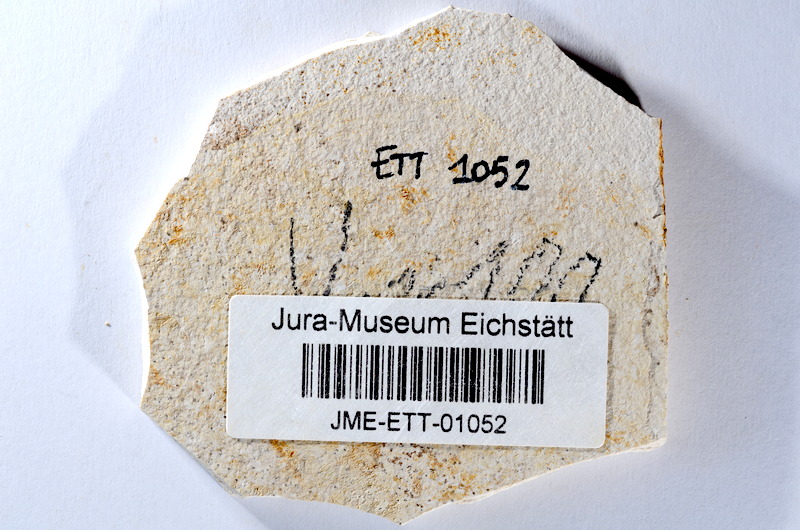 ETT 1052
Jura-Museum Eichstätt
JME-ETT-01052